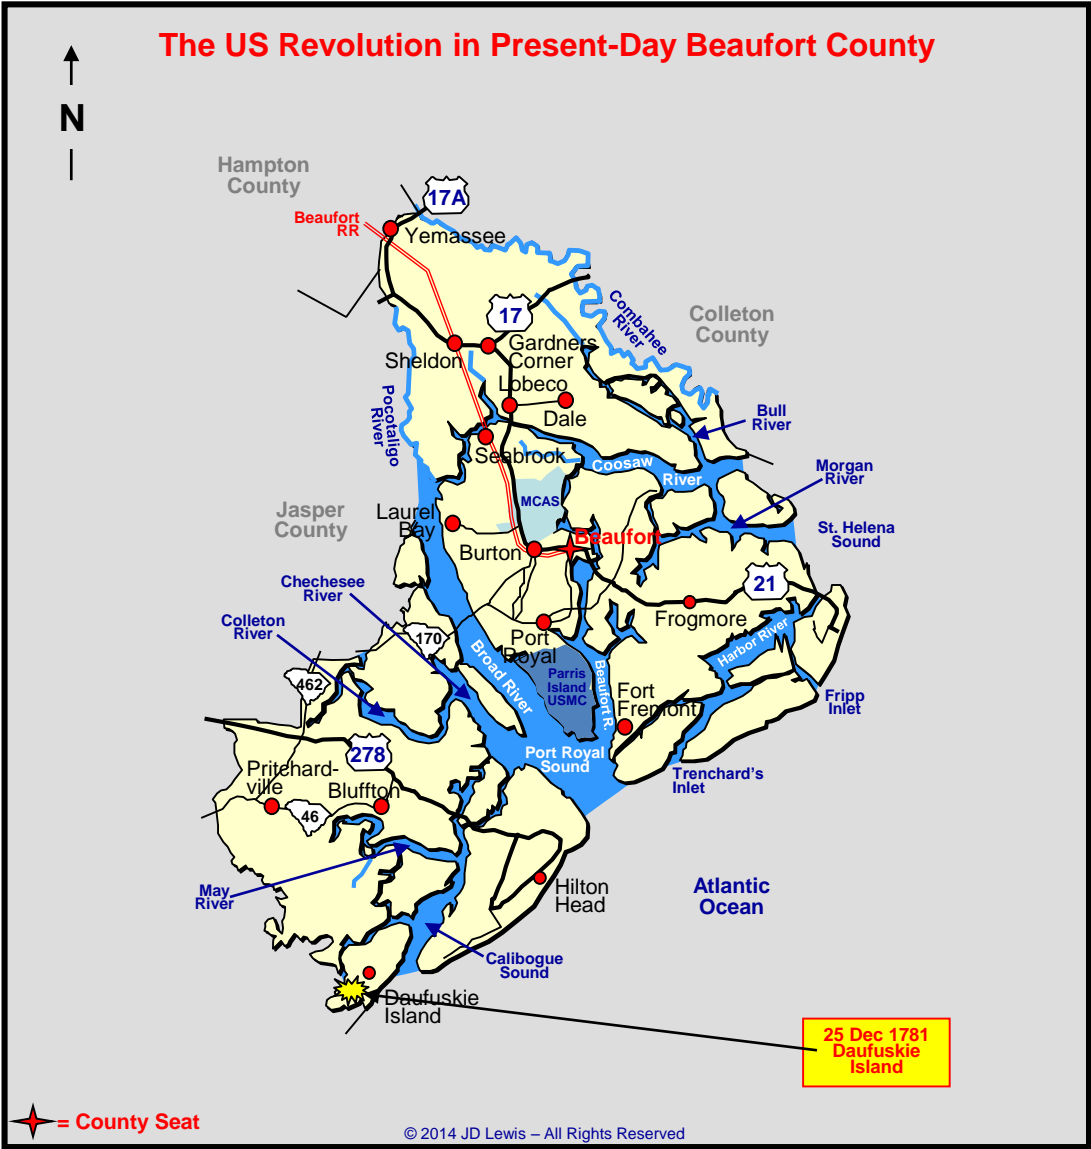 The US Revolution in Present-Day Beaufort County
N
Hampton
County
17A
Beaufort
RR
Yemassee
17
Combahee
River
Colleton
County
Gardners
Corner
Sheldon
Lobeco
Dale
Pocotaligo
River
Bull
River
Seabrook
Coosaw
River
Morgan
River
MCAS
Jasper
County
Laurel
Bay
St. Helena
Sound
Beaufort
Burton
Chechesee
River
21
Colleton
River
Frogmore
170
Port
Royal
Harbor River
Broad River
Beaufort R.
Parris
Island
USMC
462
Fort
Fremont
Fripp
Inlet
278
Port Royal
Sound
Trenchard's
Inlet
Pritchard-
ville
Bluffton
46
May
River
Hilton
Head
Atlantic
Ocean
Calibogue
Sound
Daufuskie
Island
25 Dec 1781
Daufuskie
Island
= County Seat
© 2014 JD Lewis – All Rights Reserved